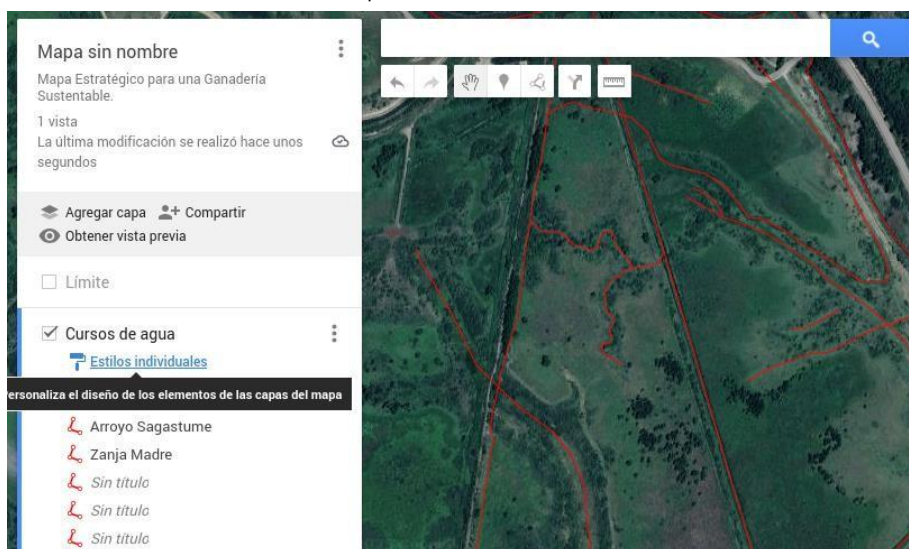 Mapa sin nombre
Mapa Estratégico para una Ganadería
Sustentable.
1 vista
La última modificación se realizó hace unos
segundos
Agregar capa Compartir
Obtener vista previa
Límite
Cursos de agua
Estilos individuales
ersonaliza el diseño de los elementos de las capas del mapa
Arroyo Sagastume
Zanja Madre
Sin título
Sin título
Sin título